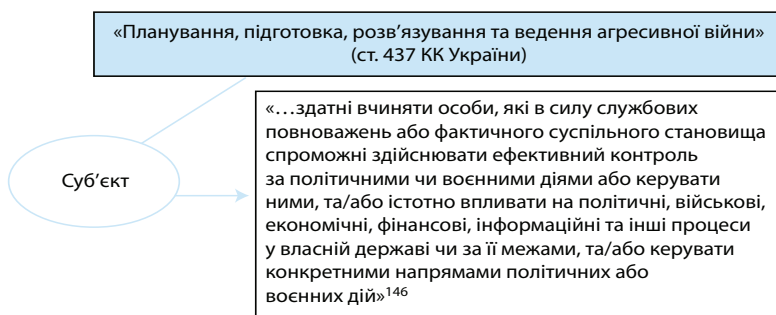 «Планування, підготовка, розв’язування та ведення агресивної війни»
(ст. 437 КК України)
Суб’єкт
«…здатні вчиняти особи, які в силу службових
повноважень або фактичного суспільного становища
спроможні здійснювати ефективний контроль
за політичними чи воєнними діями або керувати
ними, та/або істотно впливати на політичні, військові,
економічні, фінансові, інформаційні та інші процеси
у власній державі чи за її межами, та/або керувати
конкретними напрямами політичних або
воєнних дій»¹⁴⁶